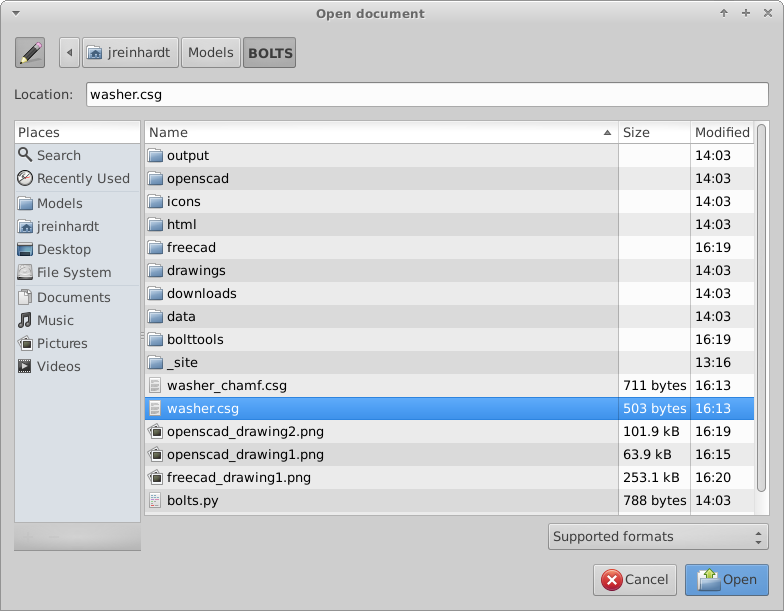 Open document
jreinhardt Models BOLTS
Location: washer.csg
Places
Search
Recently Used
Models
jreinhardt
Desktop
File System
Documents
Music
Pictures
Videos
Name Size Modified
output 14:03
openscad 14:03
icons 14:03
html 14:03
freecad 16:19
drawings 14:03
downloads 14:03
data 14:03
bolttools 16:19
_site 13:16
washer_chamf.csg 711 bytes 16:13
washer.csg 503 bytes 16:13
openscad_drawing2.png 101.9 kB 16:19
openscad_drawing1.png 63.9 kB 16:15
freecad_drawing1.png 253.1 kB 16:20
bolts.py 788 bytes 14:03
Supported formats
Cancel Open